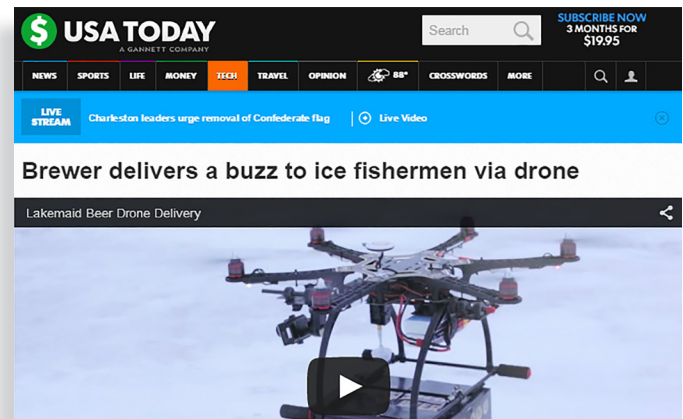 $ USA TODAY
A GANNETT COMPANY
Search
SUBSCRIBE NOW
3 MONTHS FOR
$19.95
NEWS SPORTS LIFE MONEY TECH TRAVEL OPINION 88° CROSSWORDS MORE
LIVE
STREAM
Charleston leaders urge removal of Confederate flag
Live Video
Brewer delivers a buzz to ice fishermen via drone
Lakemaid Beer Drone Delivery